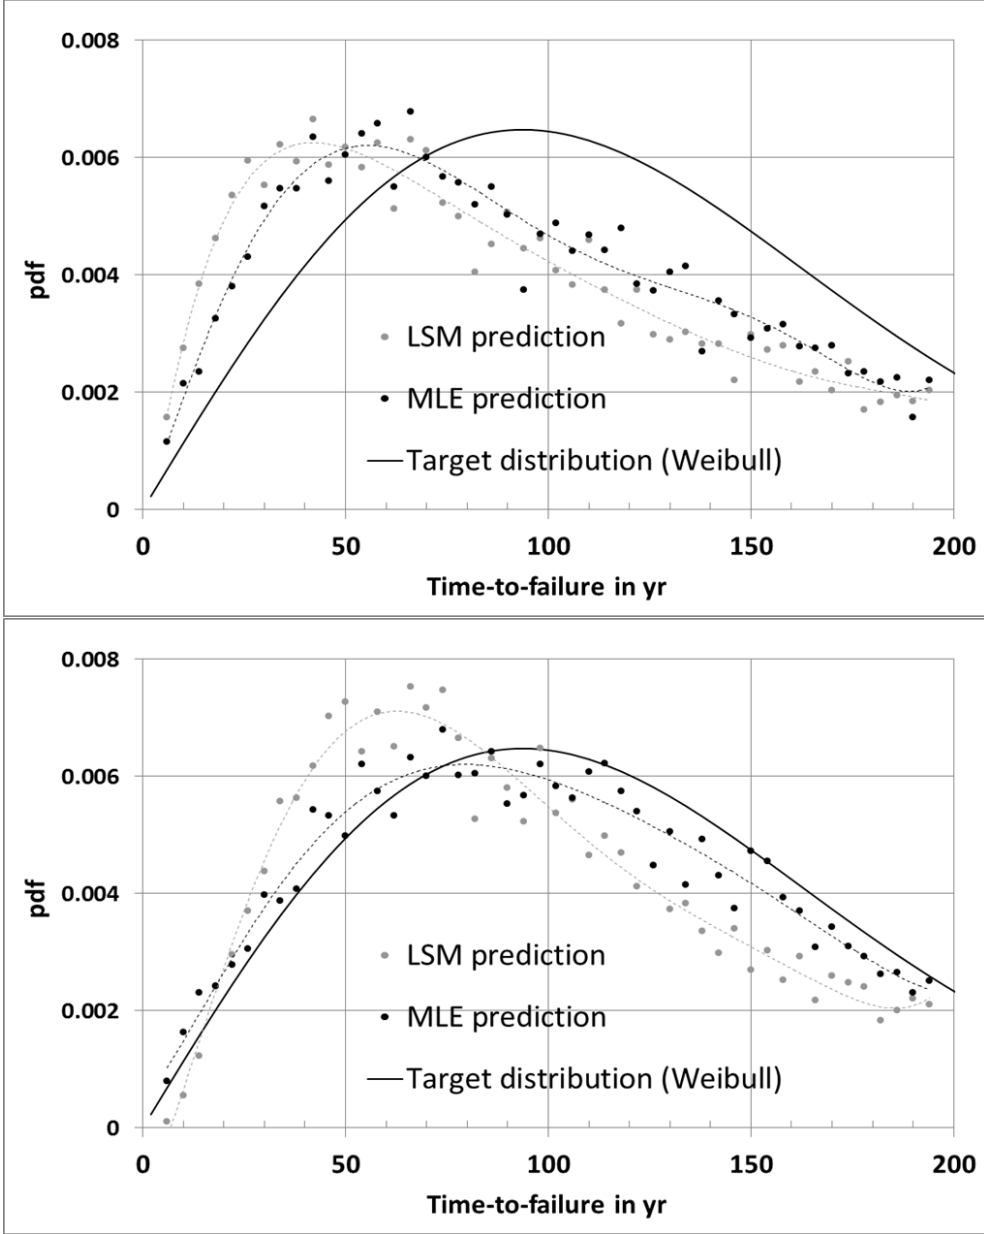 0.008
0.006
0.004
0.002
0
pdf
LSM prediction
MLE prediction
Target distribution (Weibull)
0 50 100 150 200
Time-to-failure in yr
0.008
0.006
0.004
0.002
0
pdf
LSM prediction
MLE prediction
Target distribution (Weibull)
0 50 100 150 200
Time-to-failure in yr